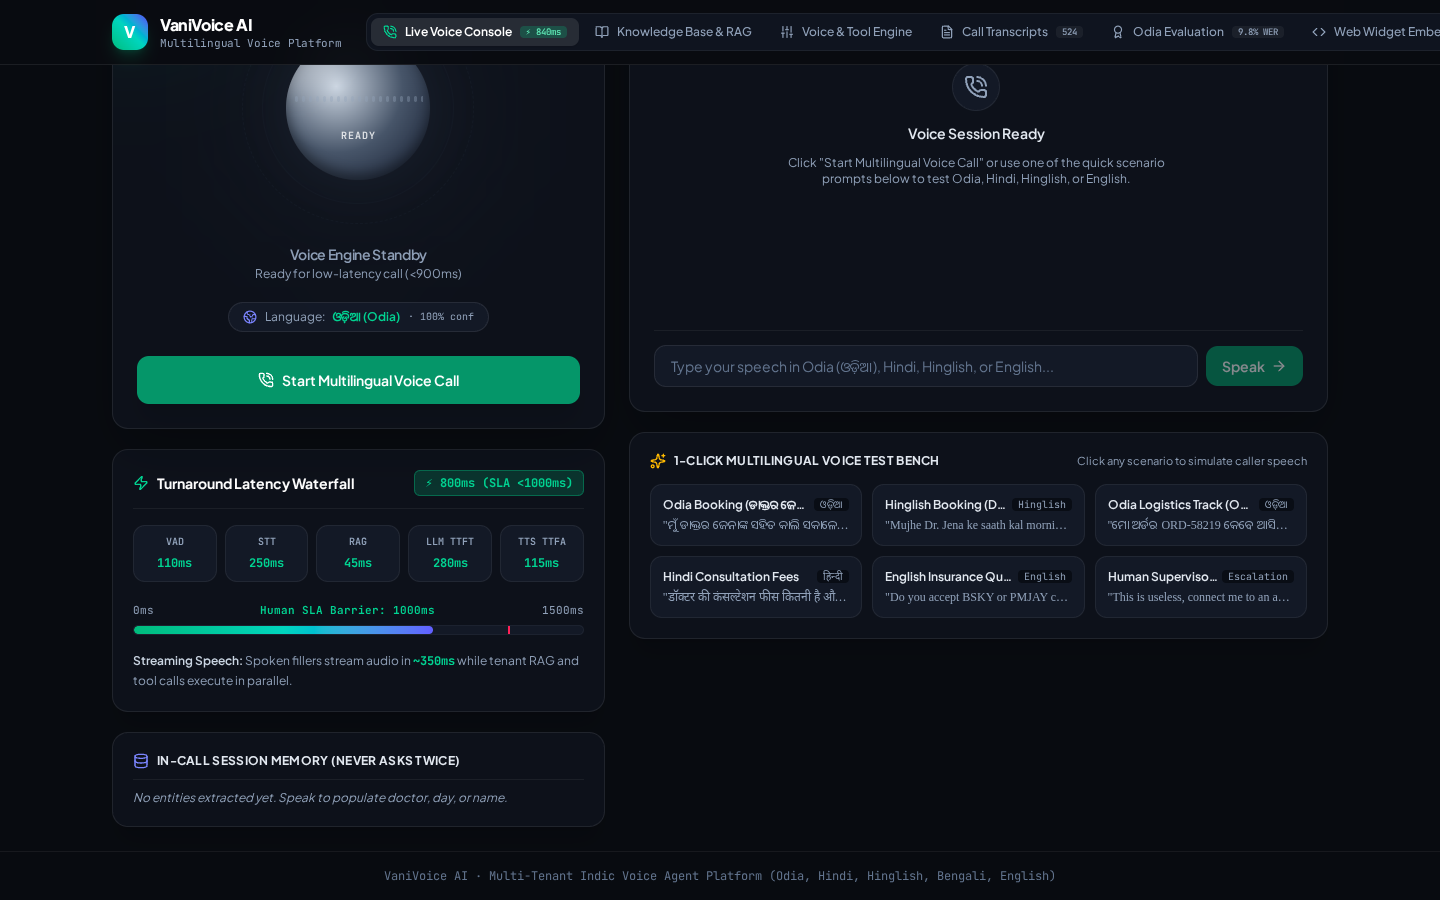 V
VaniVoice AI
Multilingual Voice Platform
Live Voice Console ⚡ 840ms
Knowledge Base & RAG
Voice & Tool Engine
Call Transcripts 524
Odia Evaluation 9.8% WER
Web Widget Embe
READY
Voice Engine Standby
Ready for low-latency call (<900ms)
Language: ଓଡ଼ିଆ (Odia) · 100% conf
Start Multilingual Voice Call
Voice Session Ready
Click "Start Multilingual Voice Call" or use one of the quick scenario
prompts below to test Odia, Hindi, Hinglish, or English.
Type your speech in Odia (ଓଡ଼ିଆ), Hindi, Hinglish, or English...
Speak →
Turnaround Latency Waterfall
⚡ 800ms (SLA <1000ms)
VAD
110ms
STT
250ms
RAG
45ms
LLM TTFT
280ms
TTS TTFA
115ms
0ms
Human SLA Barrier: 1000ms
1500ms
Streaming Speech: Spoken fillers stream audio in ~350ms while tenant RAG and
tool calls execute in parallel.
IN-CALL SESSION MEMORY (NEVER ASKS TWICE)
No entities extracted yet. Speak to populate doctor, day, or name.
1-CLICK MULTILINGUAL VOICE TEST BENCH
Click any scenario to simulate caller speech
Odia Booking (ଡାକ୍ତର ଜେ... ଓଡ଼ିଆ
"ମୁଁ ଡାକ୍ତର ଜେନାଙ୍କ ସହିତ କାଲି ସକାଳେ...
Hinglish Booking (D... Hinglish
"Mujhe Dr. Jena ke saath kal morni...
Odia Logistics Track (O... ଓଡ଼ିଆ
"ମୋ ଅର୍ଡର ORD-58219 କେବେ ଆସି...
Hindi Consultation Fees हिन्दी
"डॉक्टर की कंसल्टेशन फीस कितनी है औ...
English Insurance Qu... English
"Do you accept BSKY or PMJAY c...
Human Superviso... Escalation
"This is useless, connect me to an a...
VaniVoice AI · Multi-Tenant Indic Voice Agent Platform (Odia, Hindi, Hinglish, Bengali, English)